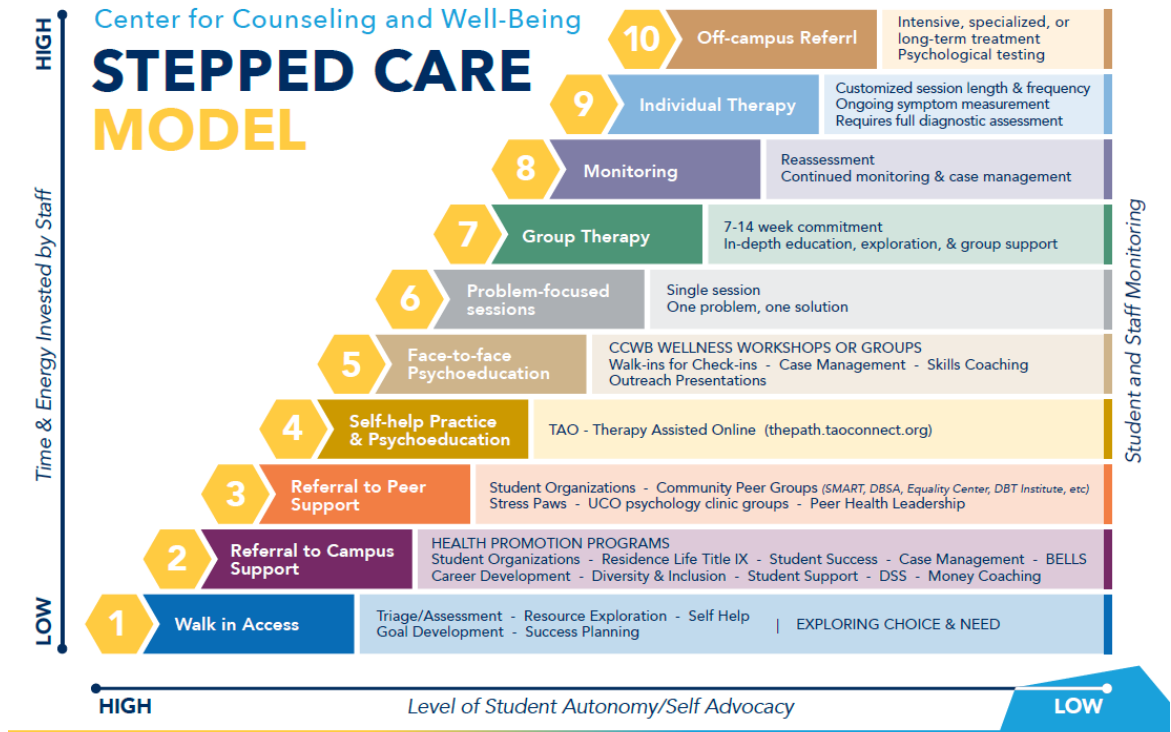 Center for Counseling and Well-Being
STEPPED CARE
MODEL
HIGH
Time & Energy Invested by Staff
LOW
10
Off-campus Referrl
Intensive, specialized, or
long-term treatment
Psychological testing
9
Individual Therapy
Customized session length & frequency
Ongoing symptom measurement
Requires full diagnostic assessment
8
Monitoring
Reassessment
Continued monitoring & case management
7
Group Therapy
7-14 week commitment
In-depth education, exploration, & group support
6
Problem-focused
sessions
Single session
One problem, one solution
5
Face-to-face
Psychoeducation
CCWB WELLNESS WORKSHOPS OR GROUPS
Walk-ins for Check-ins - Case Management - Skills Coaching
Outreach Presentations
4
Self-help Practice
& Psychoeducation
TAO - Therapy Assisted Online (thepath.taoconnect.org)
3
Referral to Peer
Support
Student Organizations - Community Peer Groups (SMART, DBSA, Equality Center, DBT Institute, etc)
Stress Paws - UCO psychology clinic groups - Peer Health Leadership
2
Referral to Campus
Support
HEALTH PROMOTION PROGRAMS
Student Organizations - Residence Life Title IX - Student Success - Case Management - BELLS
Career Development - Diversity & Inclusion - Student Support - DSS - Money Coaching
1
Walk in Access
Triage/Assessment - Resource Exploration - Self Help
Goal Development - Success Planning
| EXPLORING CHOICE & NEED
Student and Staff Monitoring
HIGH
Level of Student Autonomy/Self Advocacy
LOW